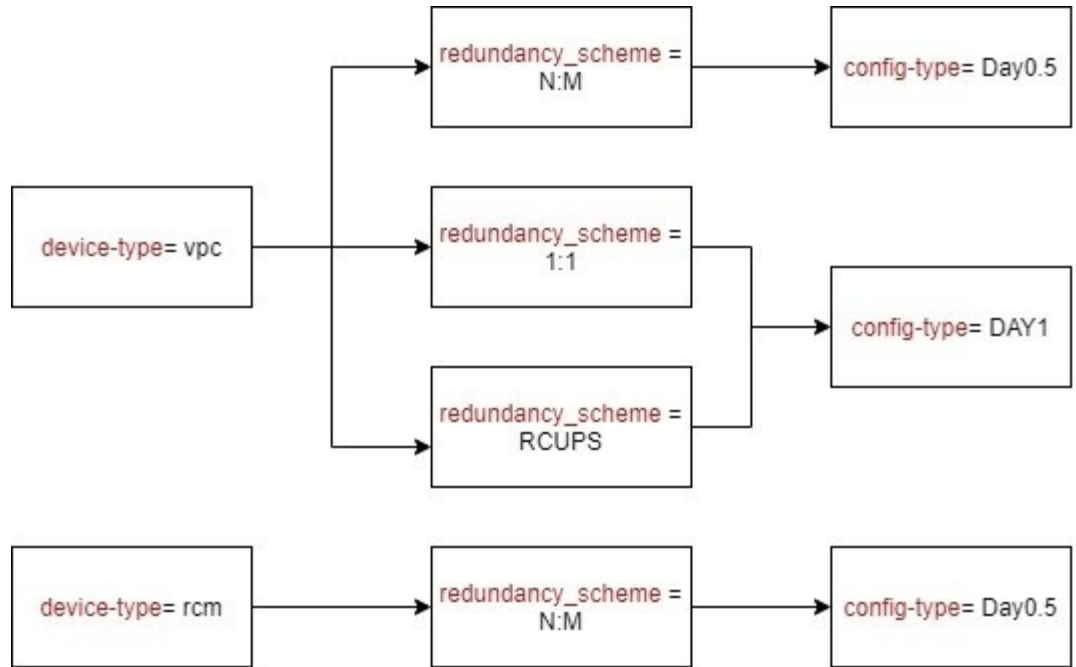 redundancy_scheme =
N:M
config-type= Day0.5
device-type= vpc
redundancy_scheme =
1:1
config-type= DAY1
redundancy_scheme =
RCUPS
device-type= rcm
redundancy_scheme =
N:M
config-type= Day0.5